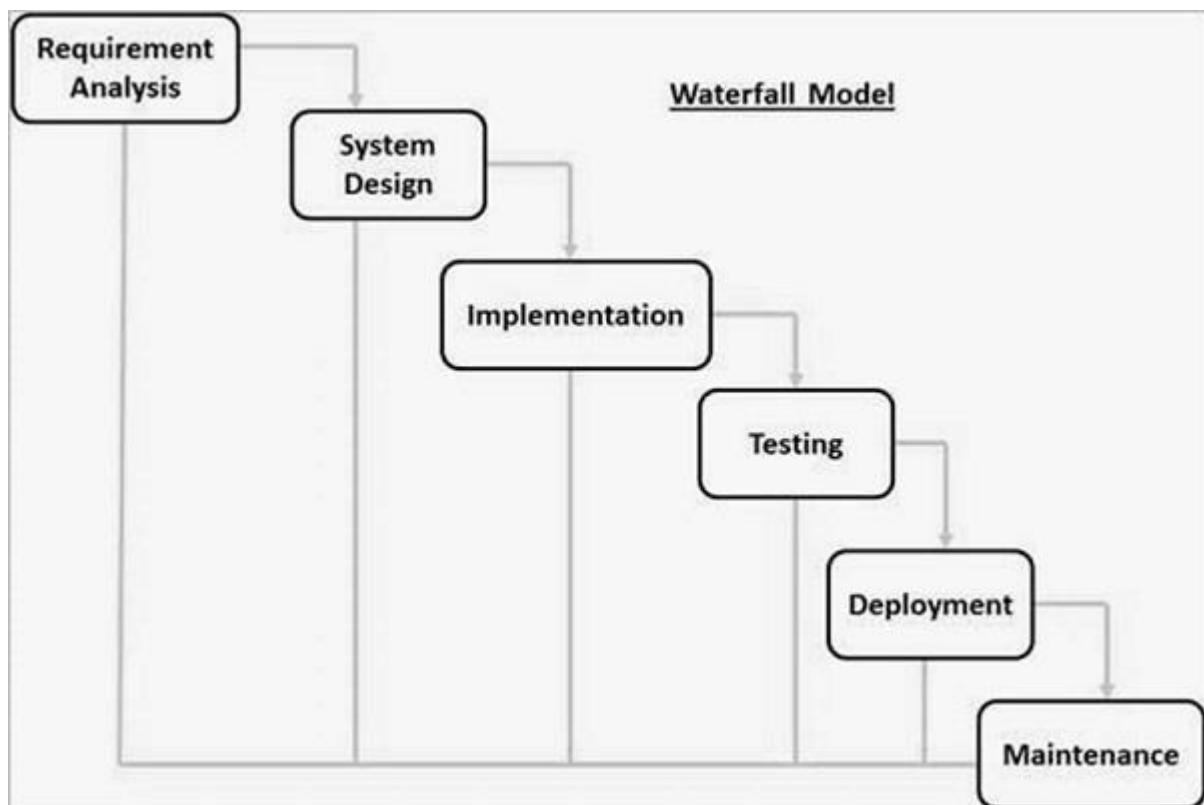 Requirement
Analysis
Waterfall Model
System
Design
Implementation
Testing
Deployment
Maintenance